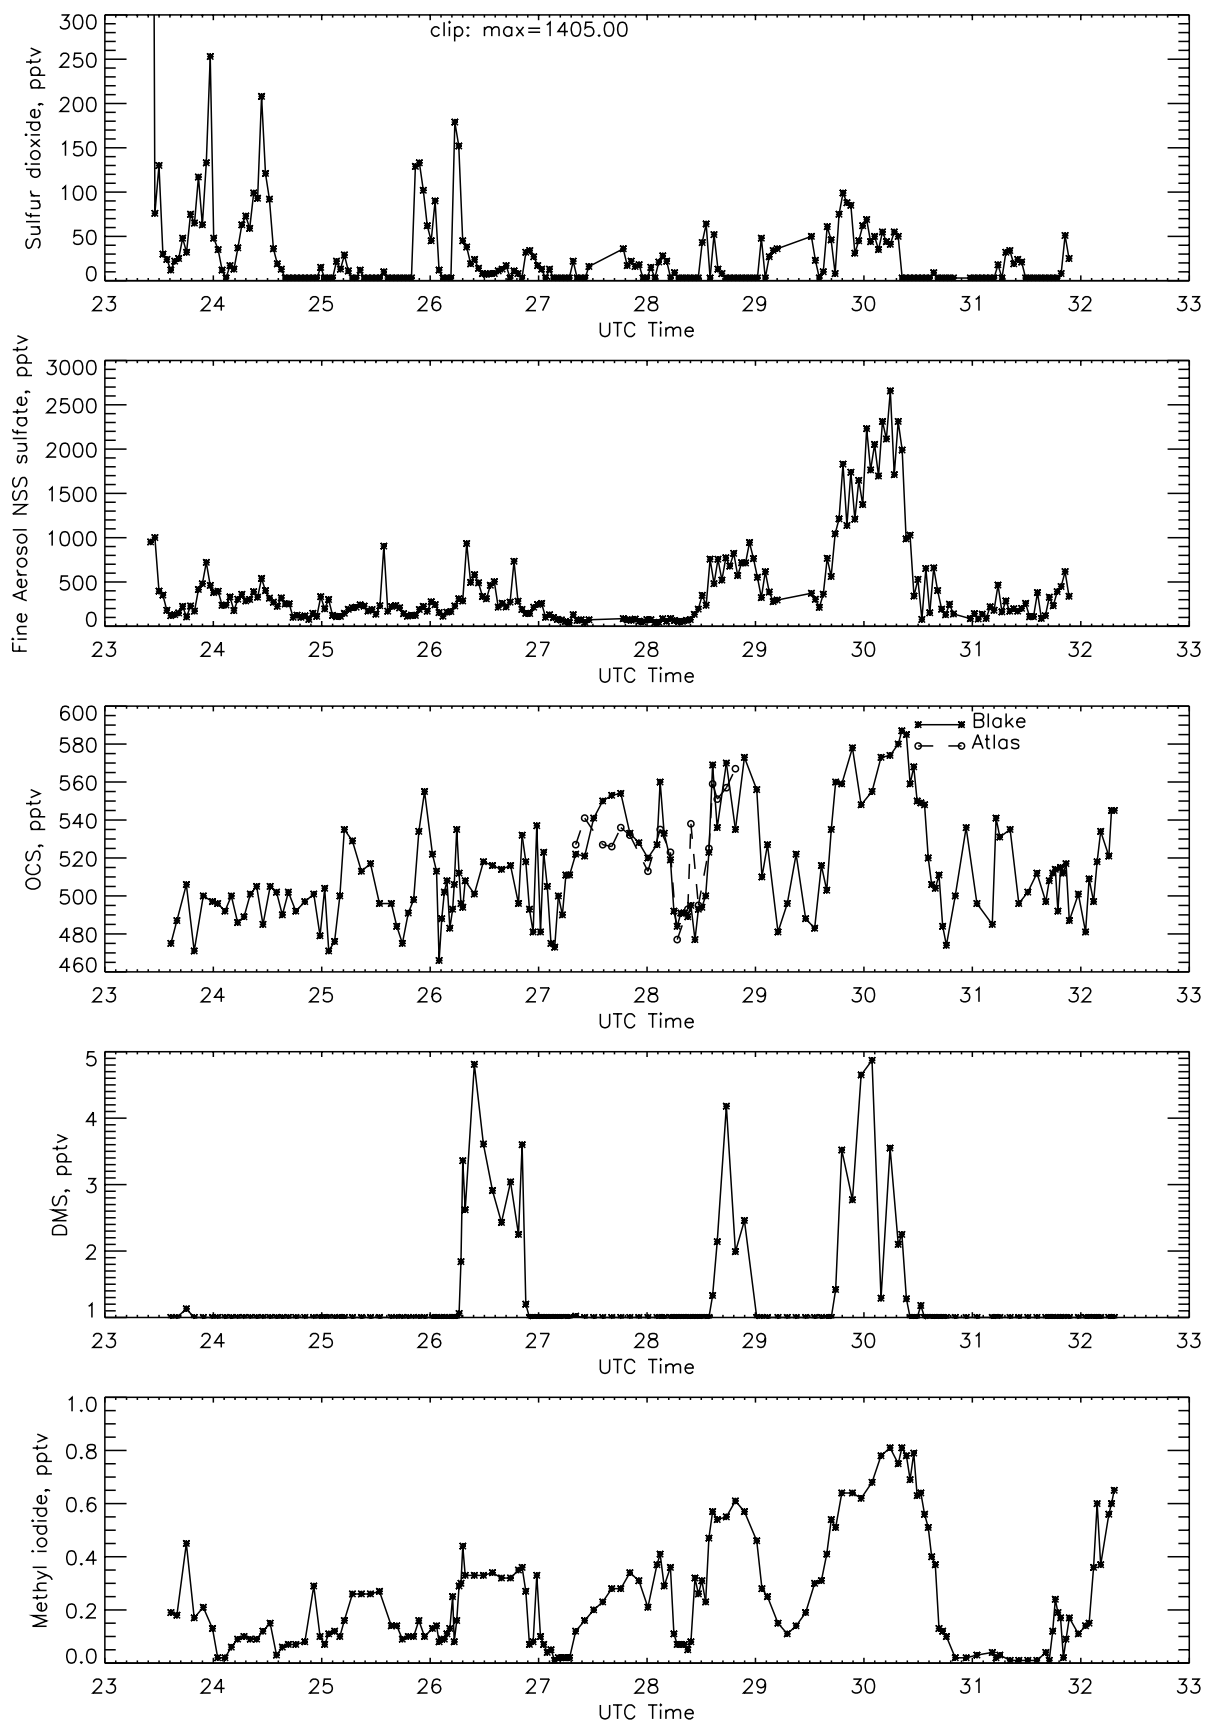 clip: max=1405.00
Sulfur dioxide, pptv
300
250
200
150
100
50
0
23 24 25 26 27 28 29 30 31 32 33
UTC Time
Fine Aerosol NSS sulfate, pptv
3000
2500
2000
1500
1000
500
0
23 24 25 26 27 28 29 30 31 32 33
UTC Time
OCS, pptv
600
580
560
540
520
500
480
460
Blake
Atlas
23 24 25 26 27 28 29 30 31 32 33
UTC Time
DMS, pptv
5
4
3
2
1
23 24 25 26 27 28 29 30 31 32 33
UTC Time
Methyl iodide, pptv
1.0
0.8
0.6
0.4
0.2
0.0
23 24 25 26 27 28 29 30 31 32 33
UTC Time